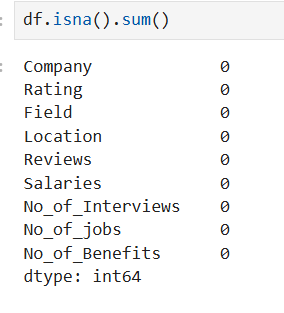 df.isna().sum()
Company 0
Rating 0
Field 0
Location 0
Reviews 0
Salaries 0
No_of_Interviews 0
No_of_jobs 0
No_of_Benefits 0
dtype: int64